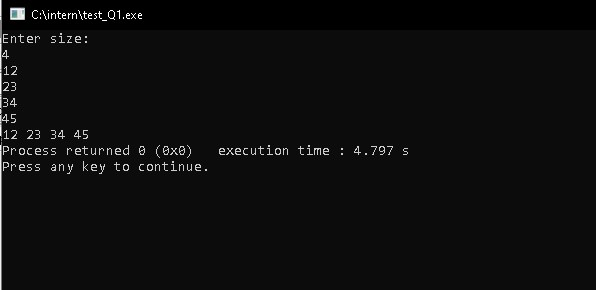 C:\intern\test_Q1.exe
Enter size:
4
12
23
34
45
12 23 34 45
Process returned 0 (0x0)   execution time : 4.797 s
Press any key to continue.